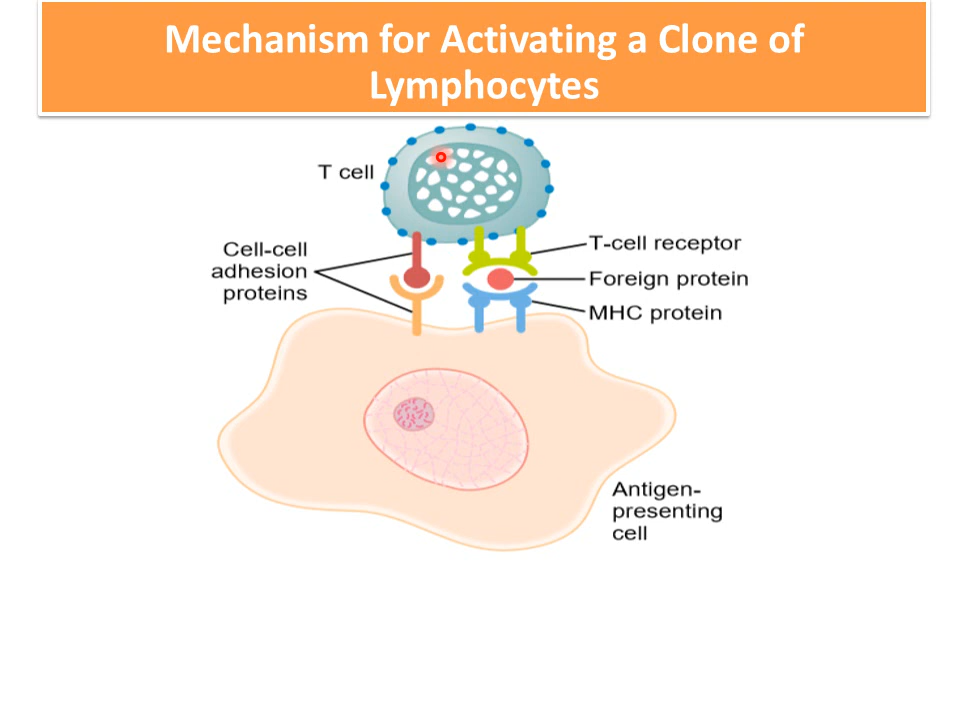 Mechanism for Activating a Clone of
Lymphocytes
T cell
Cell-cell
adhesion
proteins
T-cell receptor
Foreign protein
MHC protein
Antigen-
presenting
cell